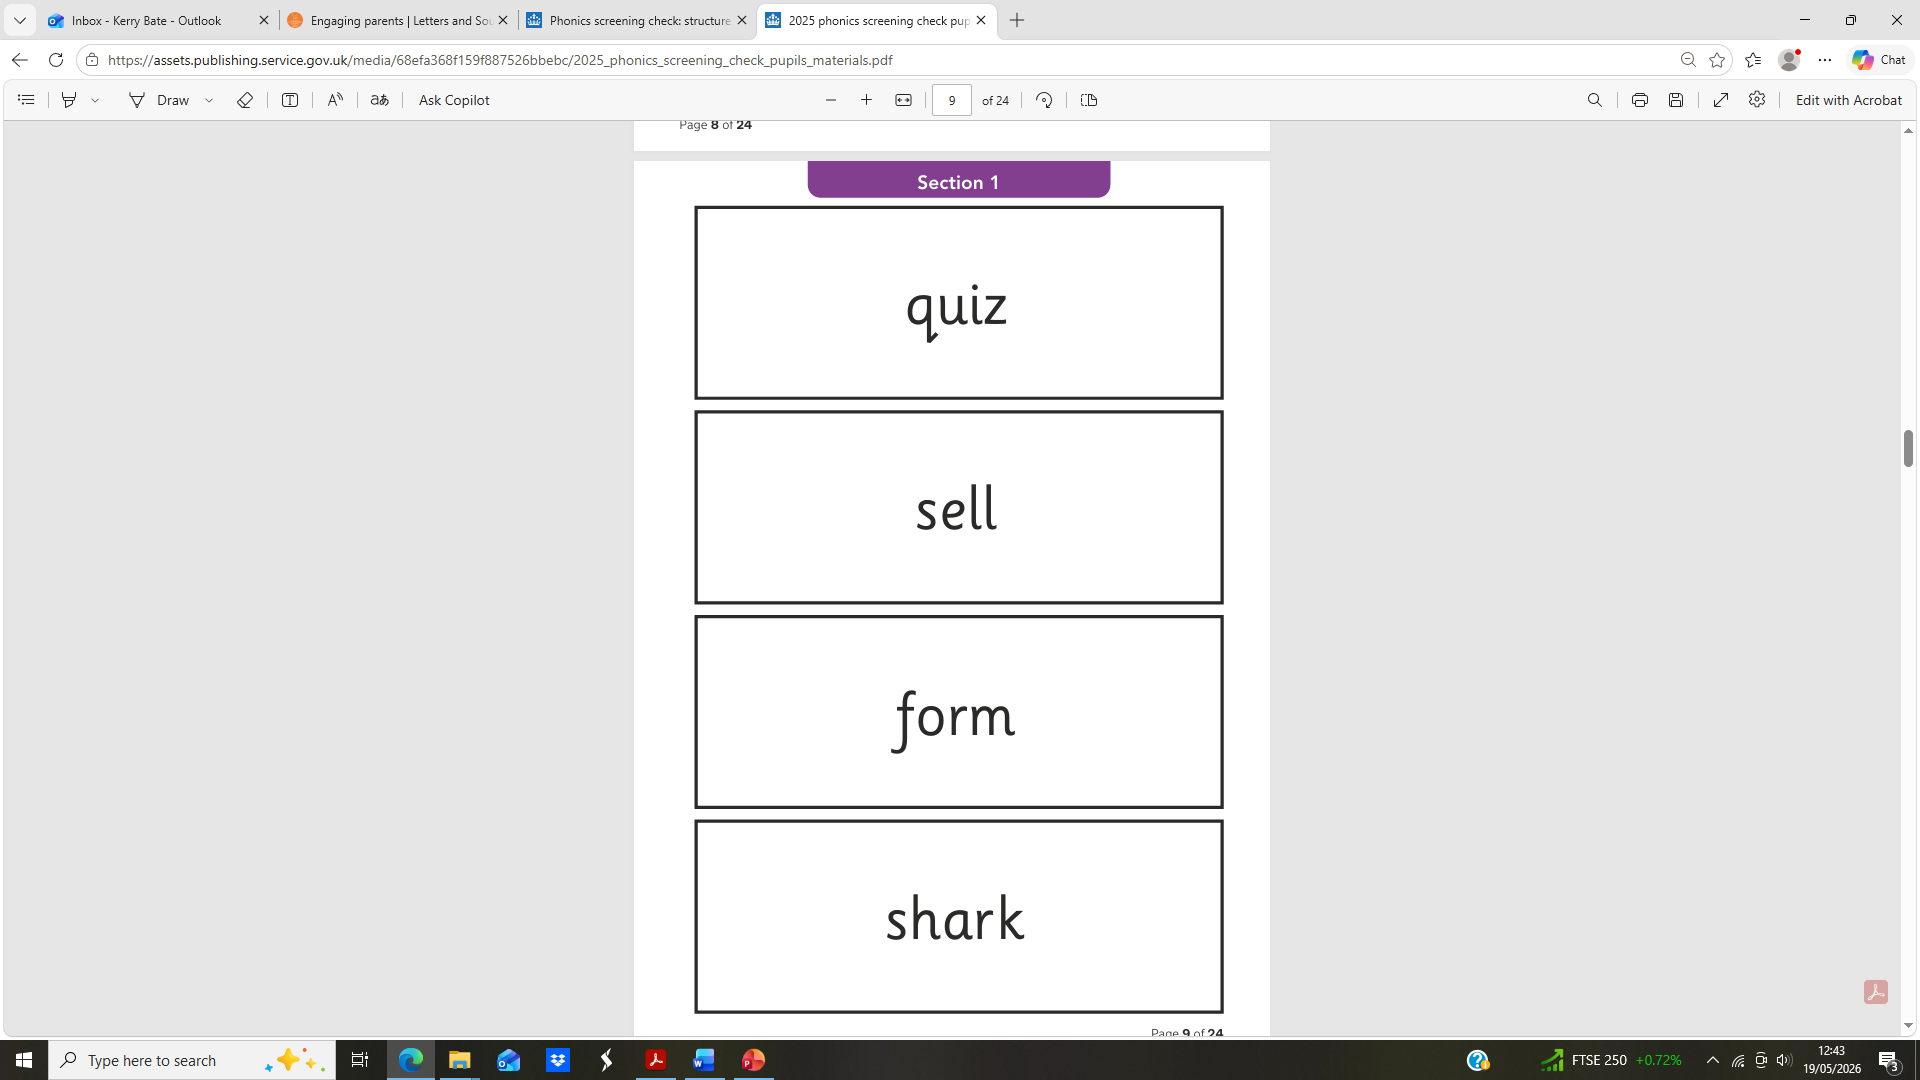 Inbox - Kerry Bate - Outlook
Engaging parents | Letters and Sou
Phonics screening check: structure
2025 phonics screening check pup
https://assets.publishing.service.gov.uk/media/68efa368f159f887526bbebc/2025_phonics_screening_check_pupils_materials.pdf
Chat
Draw
Ask Copilot
9 of 24
Edit with Acrobat
Page 8 of 24
Section 1
quiz
sell
form
shark
Page 9 of 24
Type here to search
FTSE 250 +0.72%
12:43
19/05/2026
3